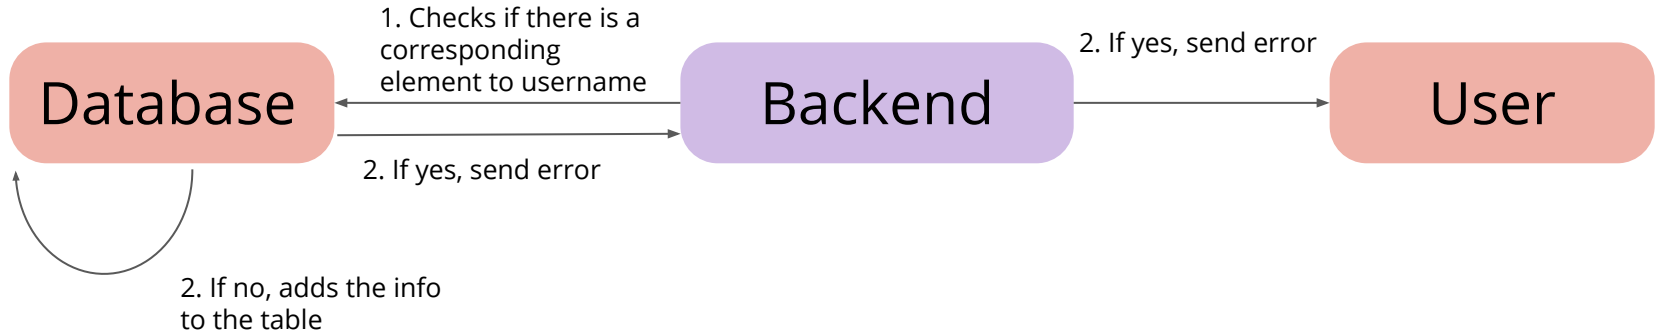 1. Checks if there is a
corresponding
element to username
2. If yes, send error
Database
Backend
User
2. If yes, send error
2. If no, adds the info
to the table